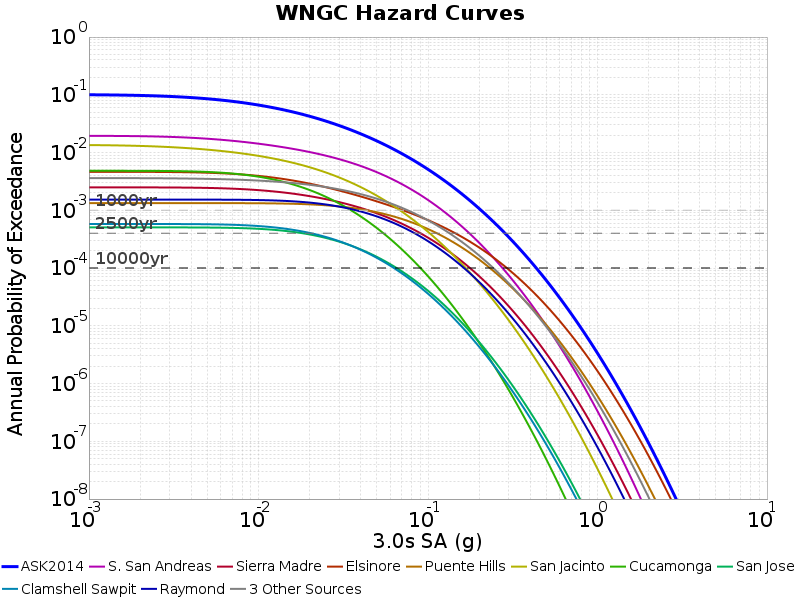 WNGC Hazard Curves
Annual Probability of Exceedance
10^0
10^-1
10^-2
10^-3
10^-4
10^-5
10^-6
10^-7
10^-8
1000yr
2500yr
10000yr
10^-3 10^-2 10^-1 10^0 10^1
3.0s SA (g)
ASK2014 S. San Andreas Sierra Madre Elsinore Puente Hills San Jacinto Cucamonga San Jose
Clamshell Sawpit Raymond 3 Other Sources